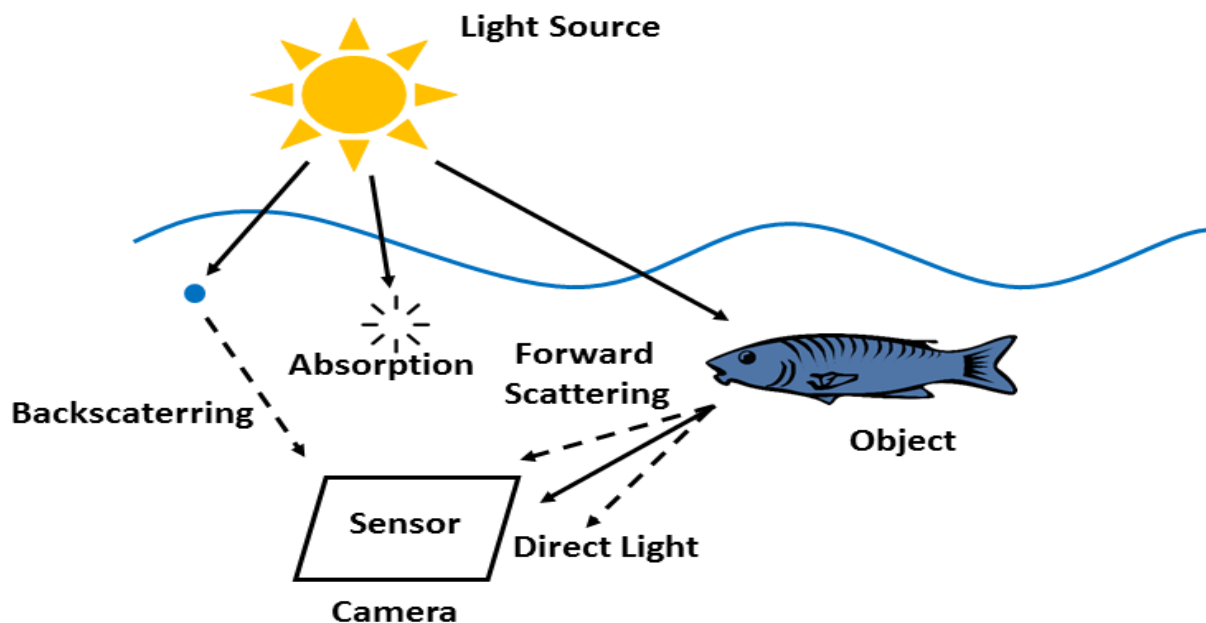 Light Source
Absorption
Forward
Scattering
Backscaterring
Object
Sensor
Direct Light
Camera